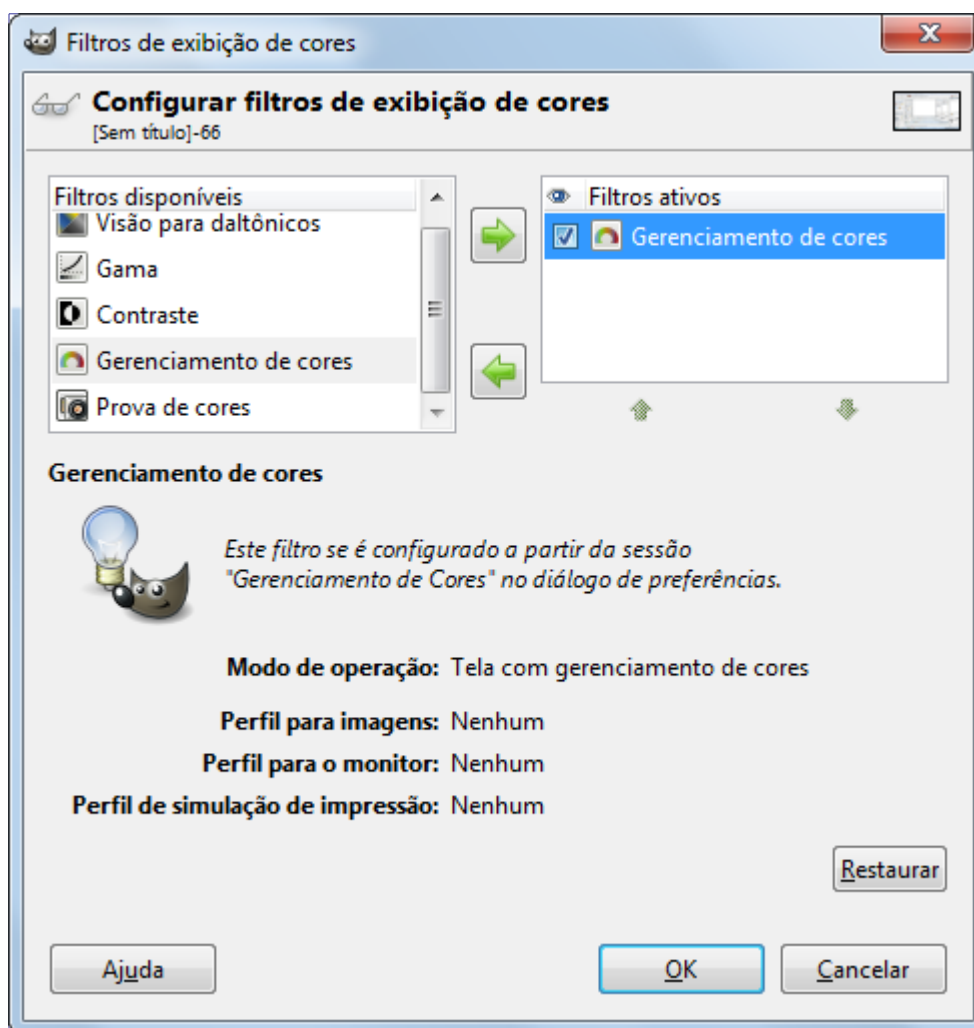 Filtros de exibição de cores
Configurar filtros de exibição de cores
[Sem título]-66
Filtros disponíveis
Visão para daltônicos
Gama
Contraste
Gerenciamento de cores
Prova de cores
Filtros ativos
Gerenciamento de cores
Gerenciamento de cores
Este filtro se é configurado a partir da sessão
"Gerenciamento de Cores" no diálogo de preferências.
Modo de operação: Tela com gerenciamento de cores
Perfil para imagens: Nenhum
Perfil para o monitor: Nenhum
Perfil de simulação de impressão: Nenhum
Restaurar
Ajuda
OK
Cancelar